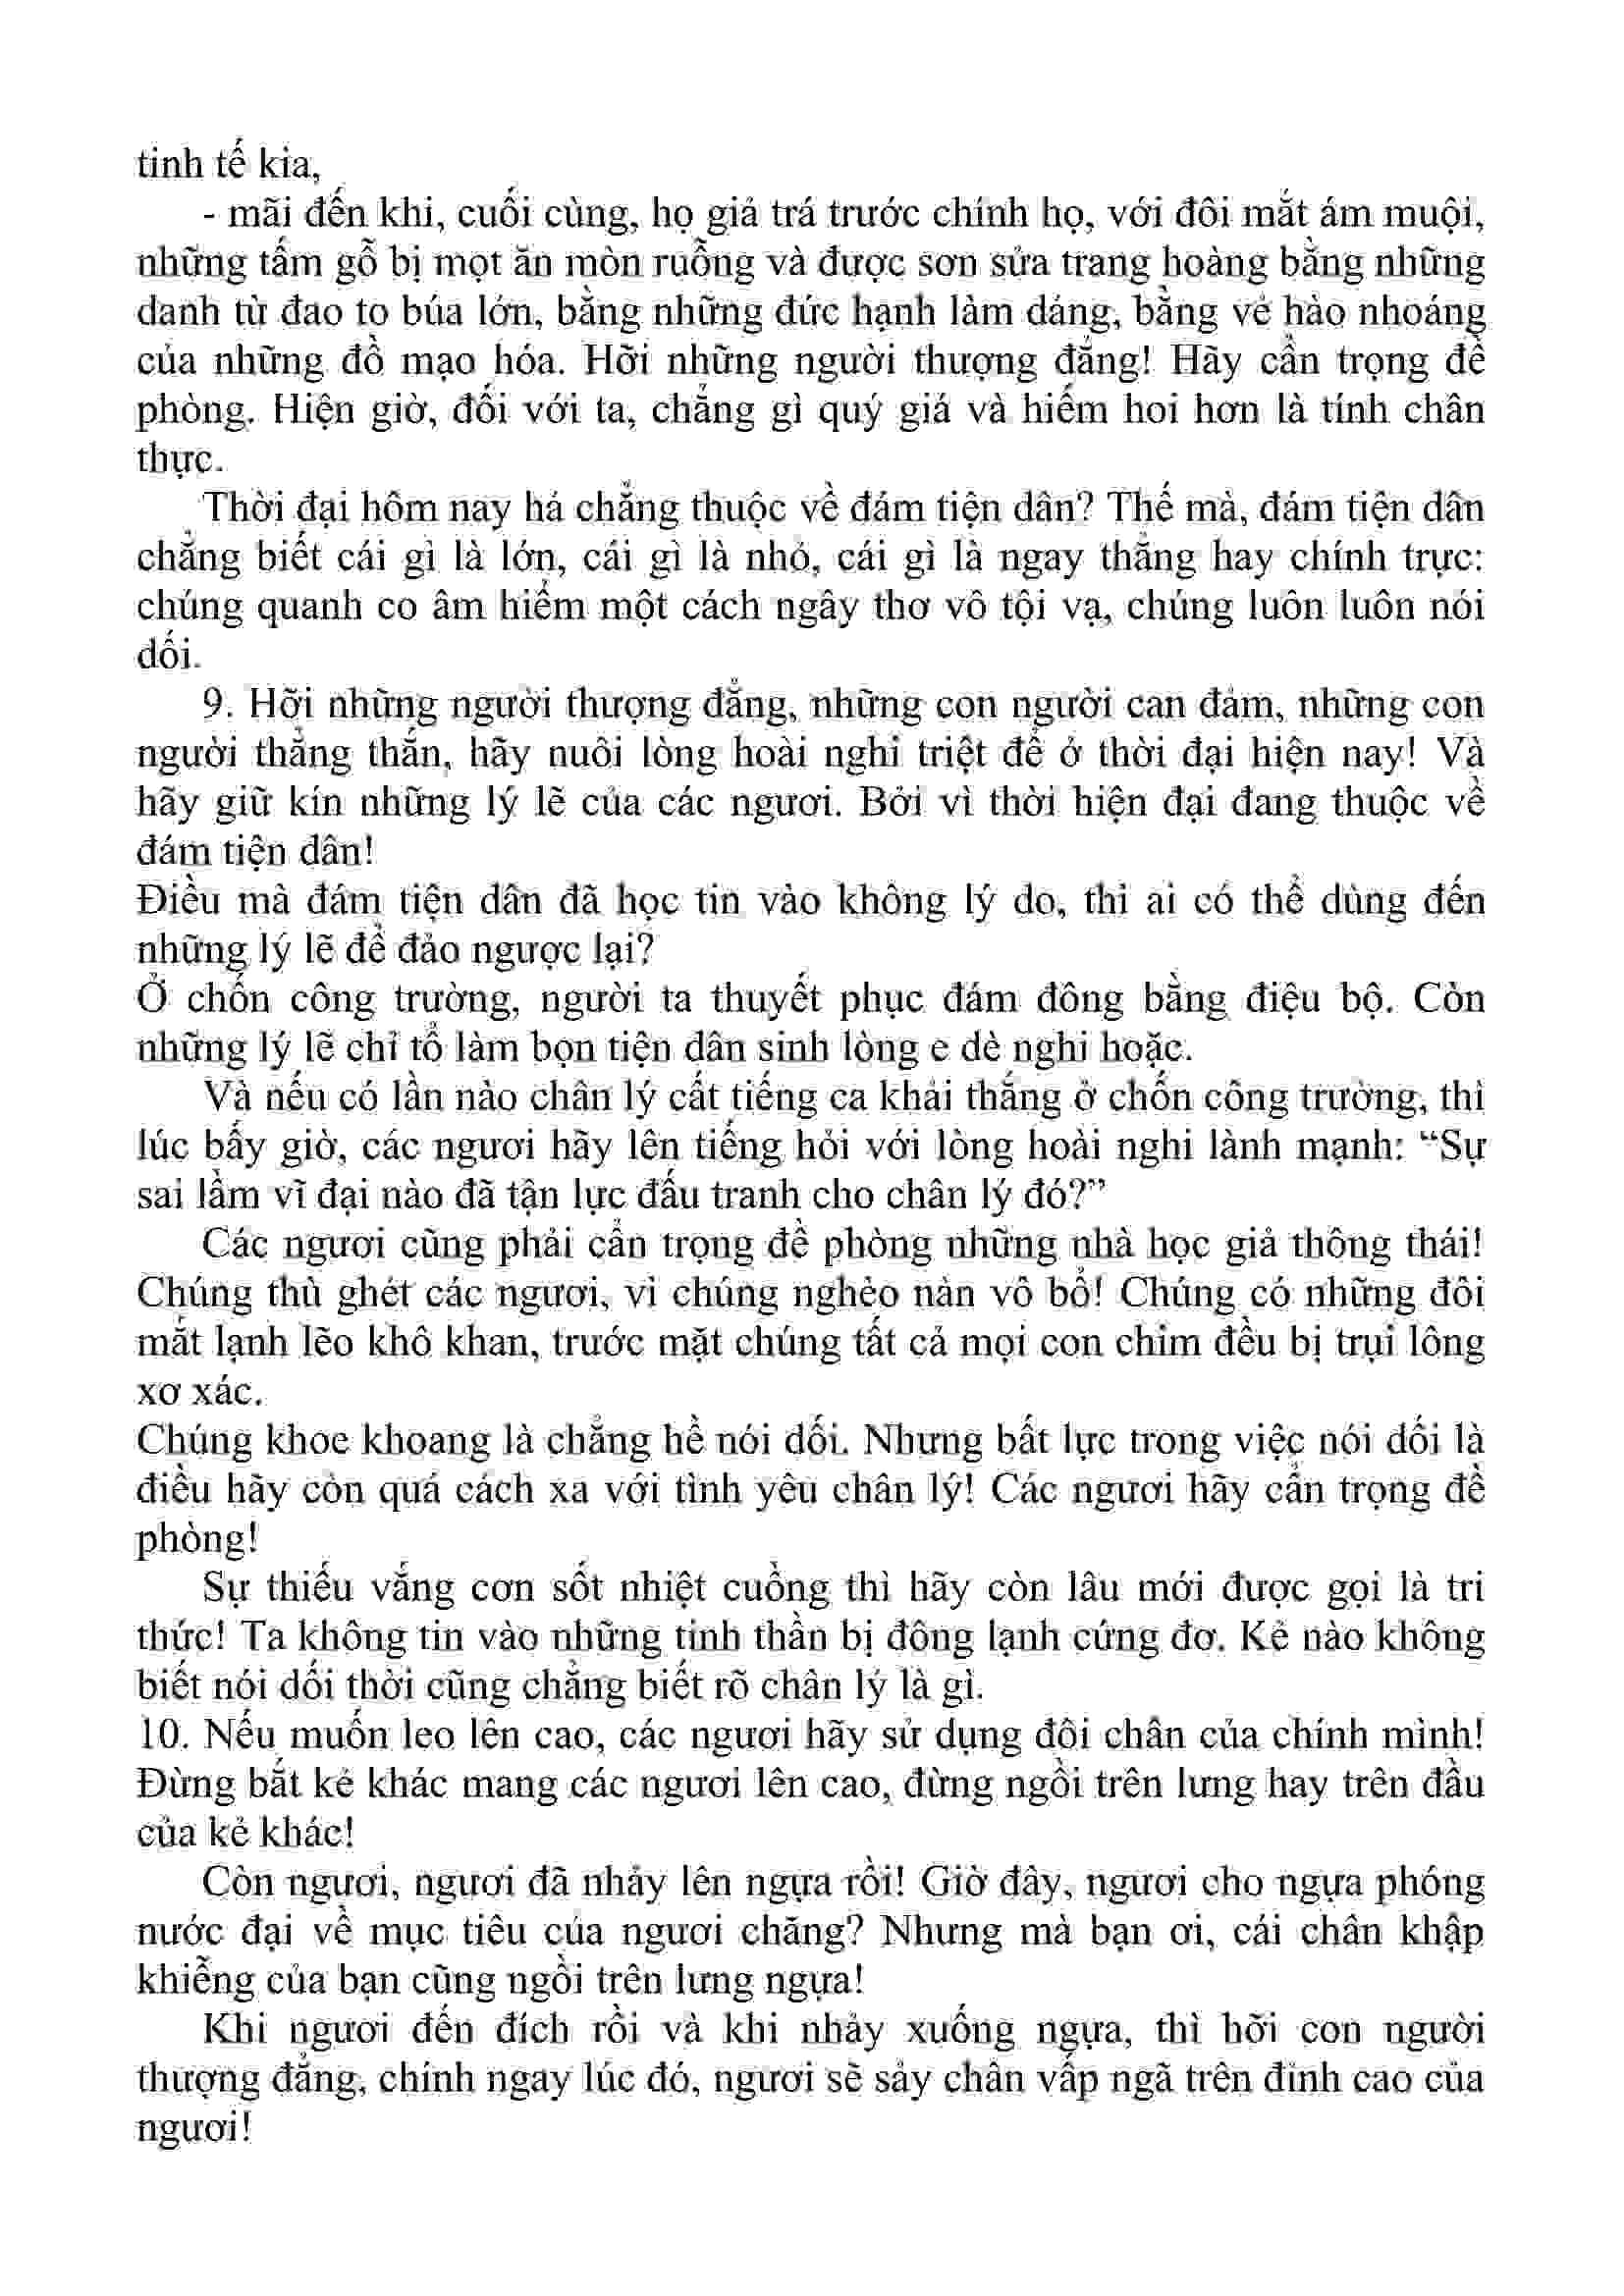 tinh tế kia,
- mãi đến khi, cuối cùng, họ giả trá trước chính họ, với đôi mắt ám muội,
những tấm gỗ bị mọt ăn mòn ruỗng và được sơn sửa trang hoàng bằng những
danh từ đao to búa lớn, bằng những đức hạnh làm dáng, bằng vẻ hào nhoáng
của những đồ mạo hóa. Hỡi những người thượng đẳng! Hãy cẩn trọng đề
phòng. Hiện giờ, đối với ta, chẳng gì quý giá và hiếm hoi hơn là tính chân
thực.
Thời đại hôm nay há chẳng thuộc về đám tiện dân? Thế mà, đám tiện dân
chẳng biết cái gì là lớn, cái gì là nhỏ, cái gì là ngay thẳng hay chính trực:
chúng quanh co âm hiểm một cách ngây thơ vô tội vạ, chúng luôn luôn nói
dối.
9. Hỡi những người thượng đẳng, những con người can đảm, những con
người thẳng thắn, hãy nuôi lòng hoài nghi triệt để ở thời đại hiện nay! Và
hãy giữ kín những lý lẽ của các ngươi. Bởi vì thời hiện đại đang thuộc về
đám tiện dân!
Điều mà đám tiện dân đã học tin vào không lý do, thì ai có thể dùng đến
những lý lẽ để đảo ngược lại?
Ở chốn công trường, người ta thuyết phục đám đông bằng điệu bộ. Còn
những lý lẽ chỉ tổ làm bọn tiện dân sinh lòng e dè nghi hoặc.
Và nếu có lần nào chân lý cất tiếng ca khải thắng ở chốn công trường, thì
lúc bấy giờ, các ngươi hãy lên tiếng hỏi với lòng hoài nghi lành mạnh: “Sự
sai lầm vĩ đại nào đã tận lực đấu tranh cho chân lý đó?”
Các ngươi cũng phải cẩn trọng đề phòng những nhà học giả thông thái!
Chúng thù ghét các ngươi, vì chúng nghèo nàn vô bổ! Chúng có những đôi
mắt lạnh lẽo khô khan, trước mặt chúng tất cả mọi con chim đều bị trụi lông
xơ xác.
Chúng khoe khoang là chẳng hề nói dối. Nhưng bất lực trong việc nói dối là
điều hãy còn quá cách xa với tình yêu chân lý! Các ngươi hãy cẩn trọng đề
phòng!
Sự thiếu vắng cơn sốt nhiệt cuồng thì hãy còn lâu mới được gọi là tri
thức! Ta không tin vào những tinh thần bị đông lạnh cứng đơ. Kẻ nào không
biết nói dối thời cũng chẳng biết rõ chân lý là gì.
10. Nếu muốn leo lên cao, các ngươi hãy sử dụng đôi chân của chính mình!
Đừng bắt kẻ khác mang các ngươi lên cao, đừng ngồi trên lưng hay trên đầu
của kẻ khác!
Còn ngươi, ngươi đã nhảy lên ngựa rồi! Giờ đây, ngươi cho ngựa phóng
nước đại về mục tiêu của ngươi chăng? Nhưng mà bạn ơi, cái chân khập
khiễng của bạn cũng ngồi trên lưng ngựa!
Khi ngươi đến đích rồi và khi nhảy xuống ngựa, thì hỡi con người
thượng đẳng, chính ngay lúc đó, ngươi sẽ sảy chân vấp ngã trên đỉnh cao của
ngươi!